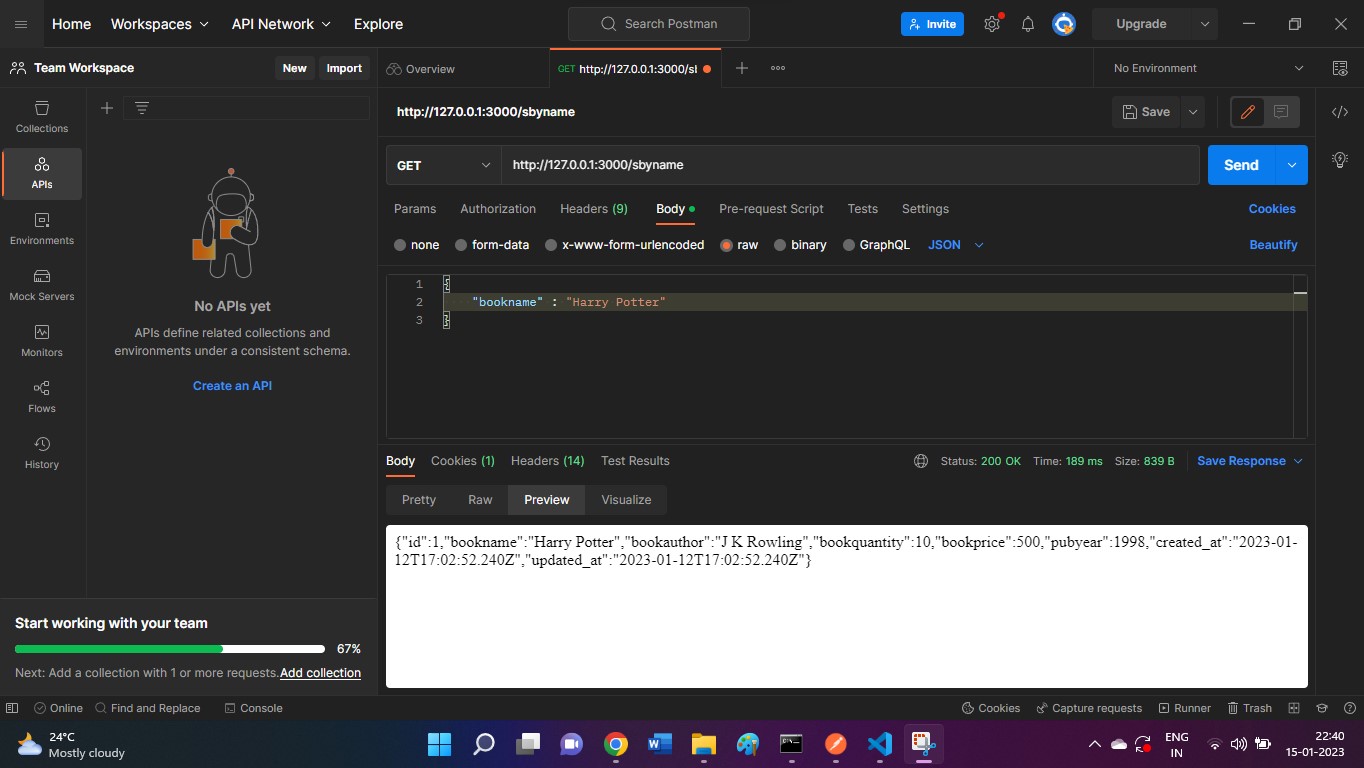 Home Workspaces API Network Explore Search Postman Invite Upgrade
Team Workspace New Import Overview GET http://127.0.0.1:3000/sl No Environment
Collections
APIs
Environments
Mock Servers
Monitors
Flows
History
No APIs yet
APIs define related collections and
environments under a consistent schema.
Create an API
Start working with your team
67%
Next: Add a collection with 1 or more requests. Add collection
http://127.0.0.1:3000/sbyname Save
GET http://127.0.0.1:3000/sbyname Send
Params Authorization Headers (9) Body Pre-request Script Tests Settings Cookies
none form-data x-www-form-urlencoded raw binary GraphQL JSON Beautify
1 {
2 "bookname" : "Harry Potter"
3 }
Body Cookies (1) Headers (14) Test Results Status: 200 OK Time: 189 ms Size: 839 B Save Response
Pretty Raw Preview Visualize
{"id":1,"bookname":"Harry Potter","bookauthor":"J K Rowling","bookquantity":10,"bookprice":500,"pubyear":1998,"created_at":"2023-01-
12T17:02:52.240Z","updated_at":"2023-01-12T17:02:52.240Z"}
Online Find and Replace Console Cookies Capture requests Runner Trash
24°C
Mostly cloudy
ENG
IN
22:40
15-01-2023